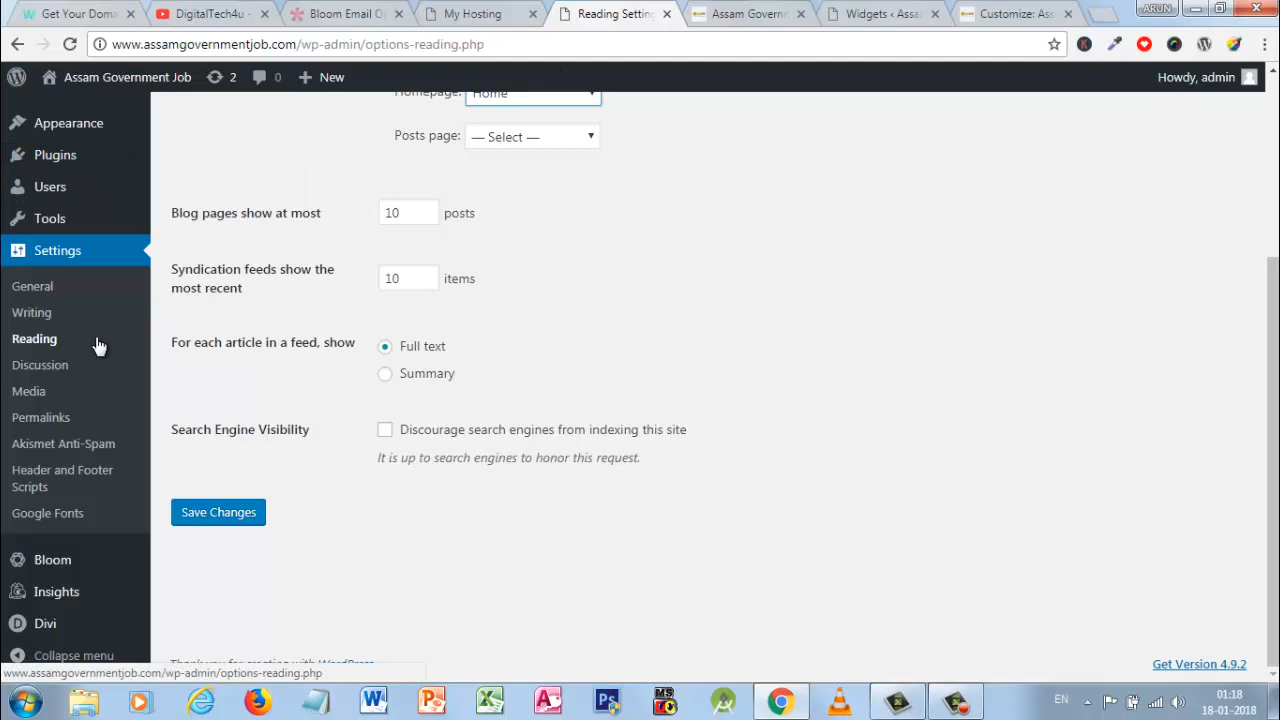 ARUN
Get Your Doma
DigitalTech4u -
Bloom Email O
My Hosting
Reading Settin
Assam Governm
Widgets ‹ Assa
Customize: Ass
www.assamgovernmentjob.com/wp-admin/options-reading.php
Assam Government Job 2 0 New Howdy, admin
Appearance
Plugins
Users
Tools
Settings
General
Writing
Reading
Discussion
Media
Permalinks
Akismet Anti-Spam
Header and Footer
Scripts
Google Fonts
Bloom
Insights
Divi
Collapse menu
Homepage: Home
Posts page: — Select —
Blog pages show at most 10 posts
Syndication feeds show the
most recent
10 items
For each article in a feed, show Full text
Summary
Search Engine Visibility Discourage search engines from indexing this site
It is up to search engines to honor this request.
Save Changes
Thank you for creating with WordPress
Get Version 4.9.2
www.assamgovernmentjob.com/wp-admin/options-reading.php
EN
01:18
18-01-2018